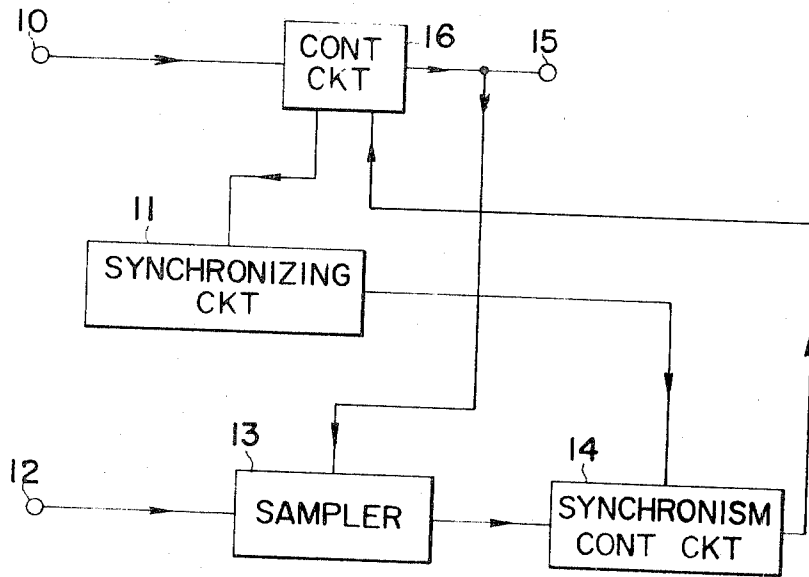 10
CONT
CKT
16
15
11
SYNCHRONIZING
CKT
13
14
12
SAMPLER
SYNCHRONISM
CONT CKT